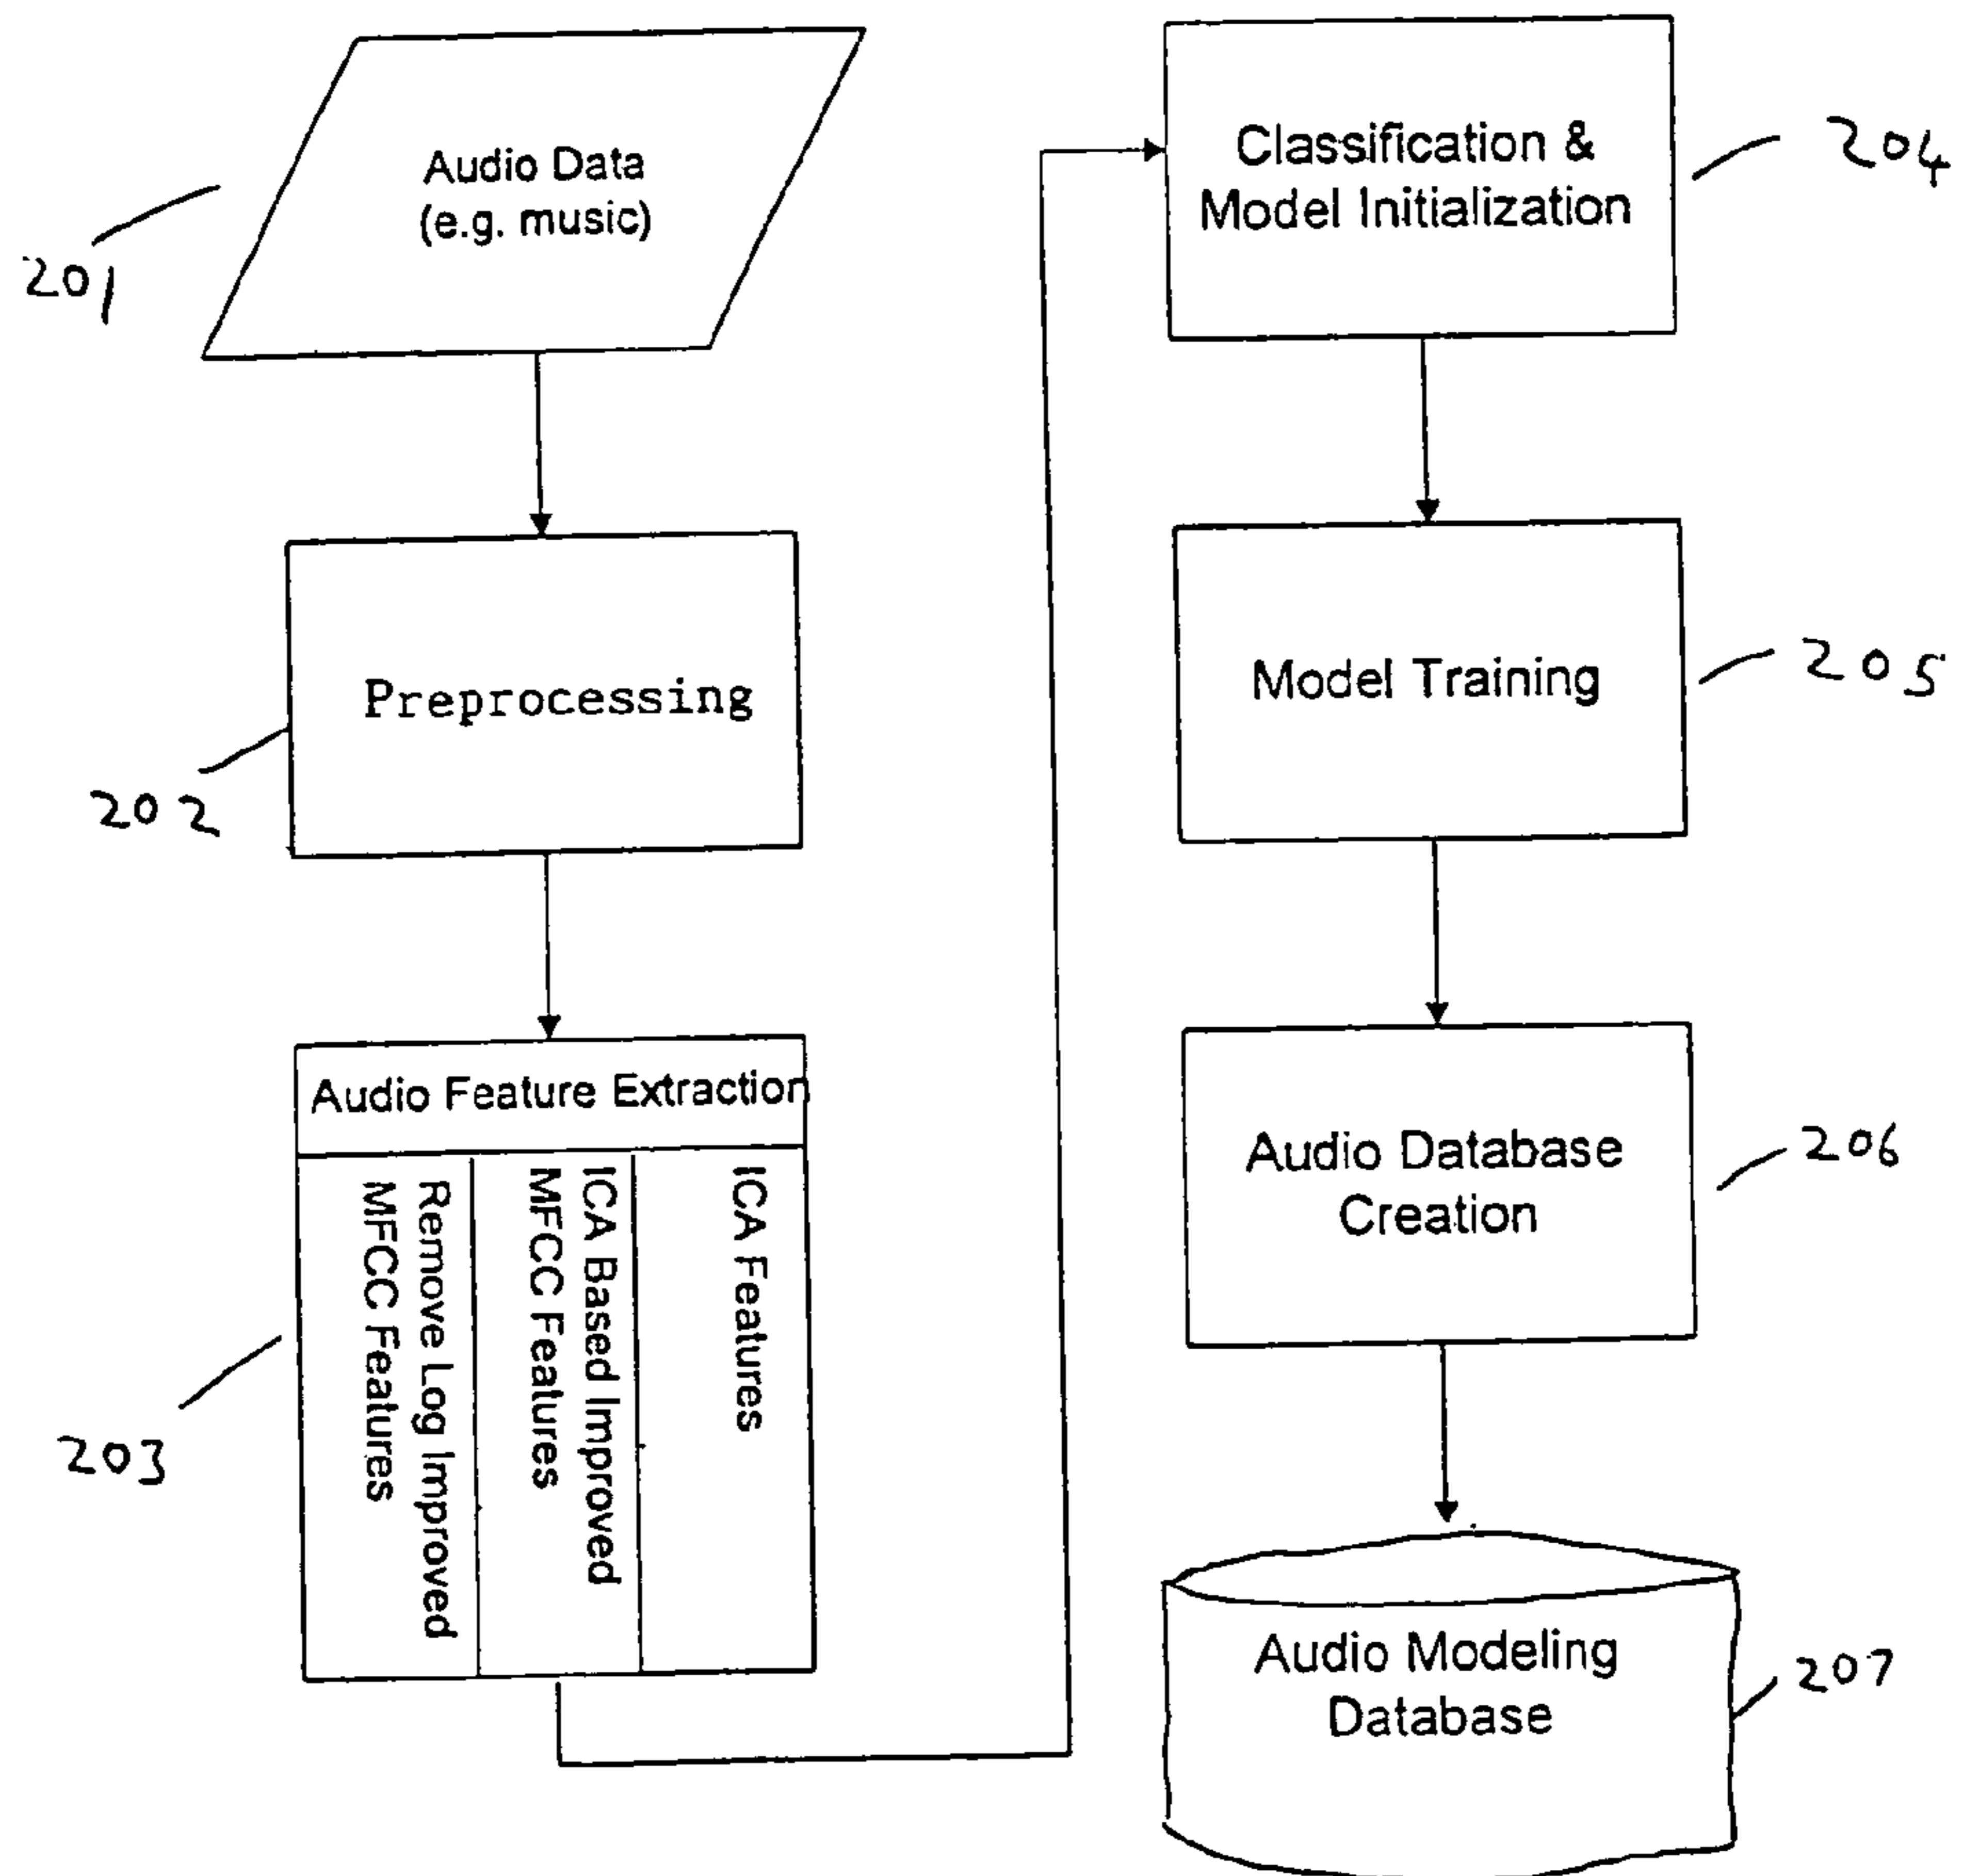 Audio Data
(e.g. music)
201
Preprocessing
202
Audio Feature Extraction
Remove Log Improved
MFCC Features
ICA Based Improved
MFCC Features
ICA Features
203
Classification &
Model Initialization
204
Model Training
205
Audio Database
Creation
206
Audio Modeling
Database
207